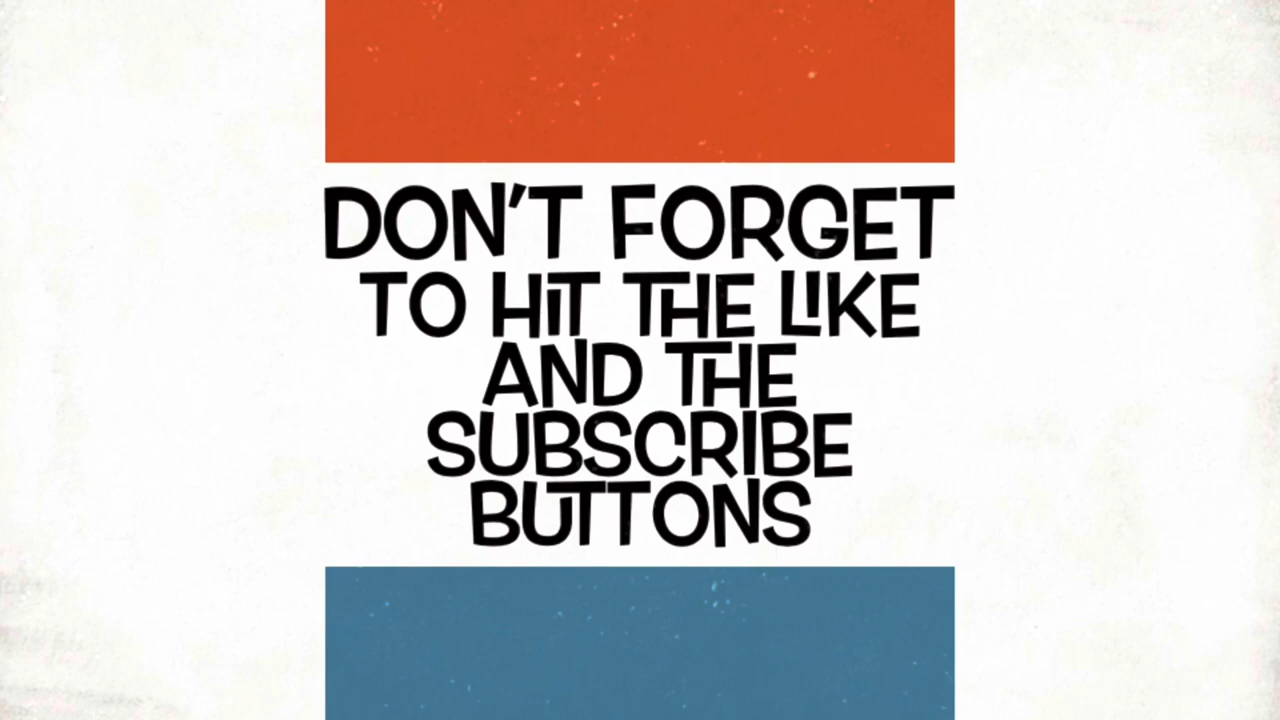 DON'T FORGET
TO HIT THE LIKE
AND THE
SUBSCRIBE
BUTTONS